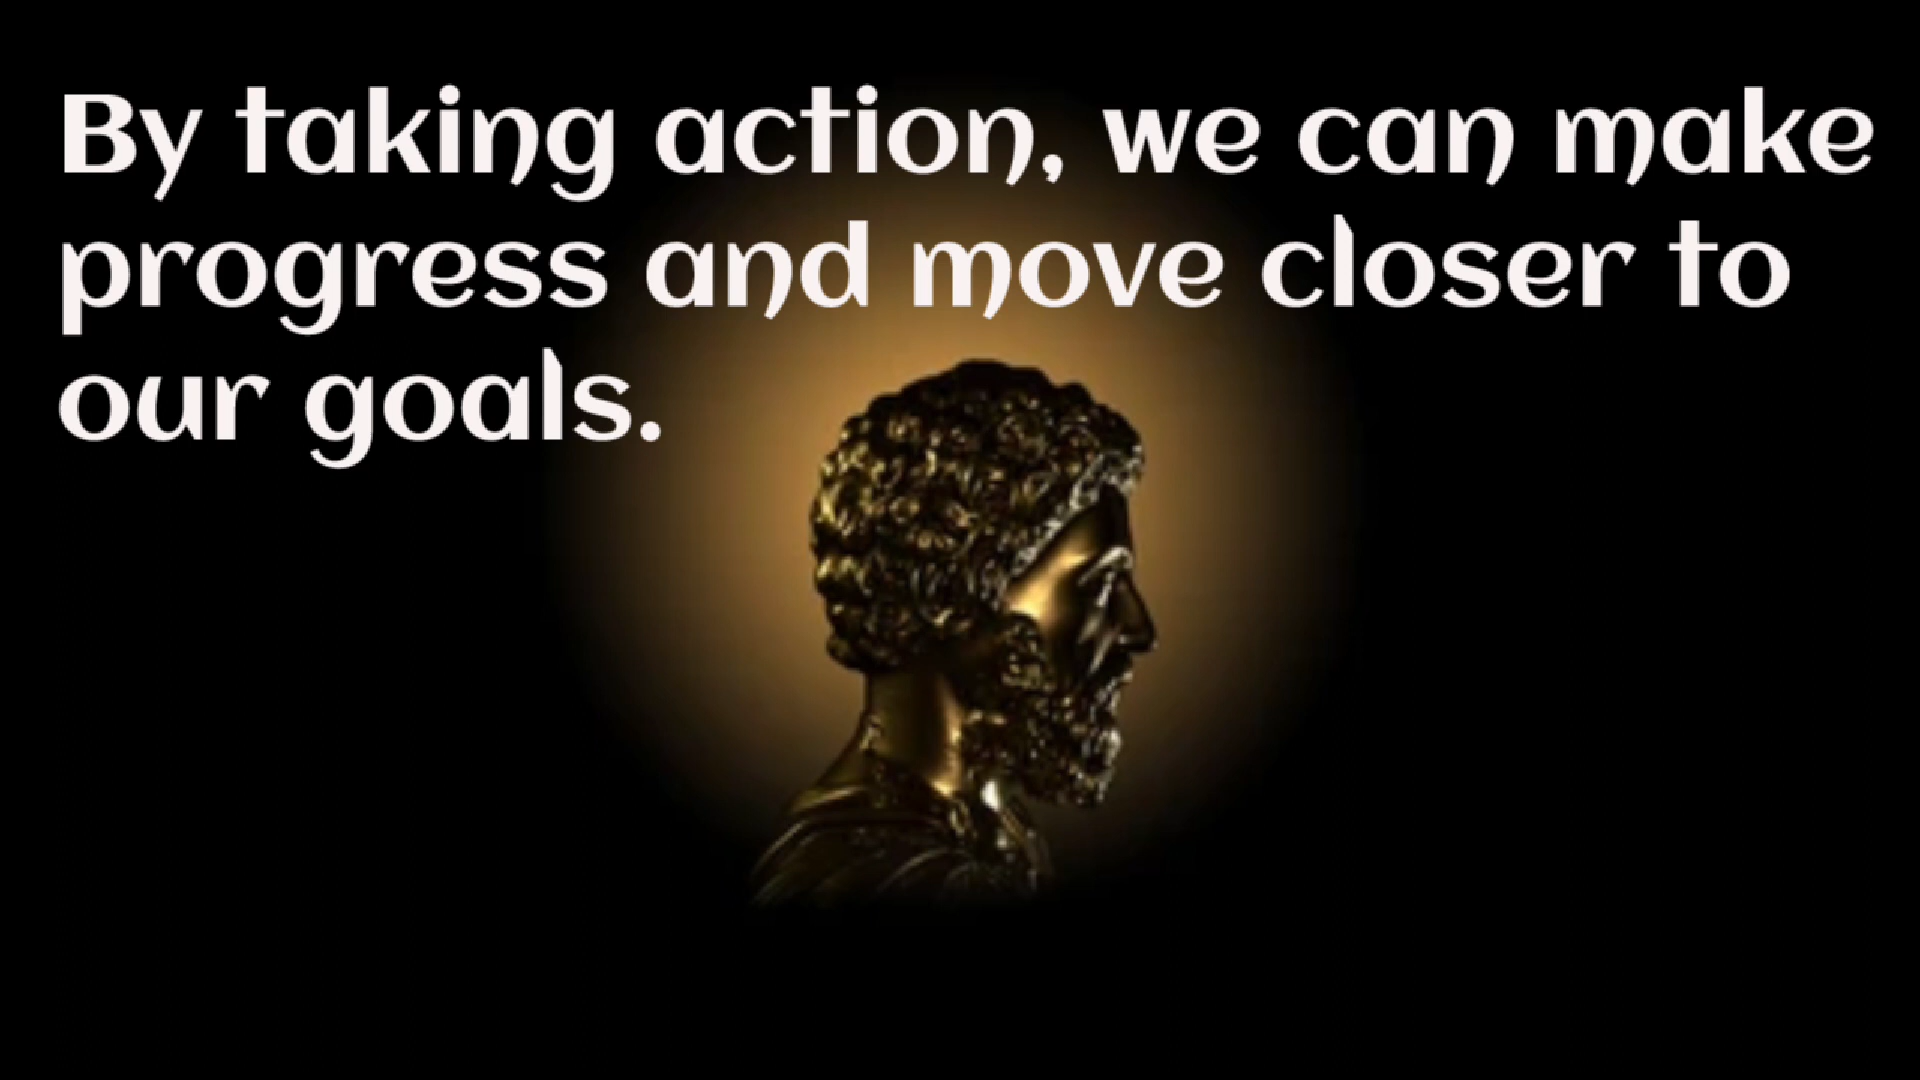 By taking action, we can make
progress and move closer to
our goals.